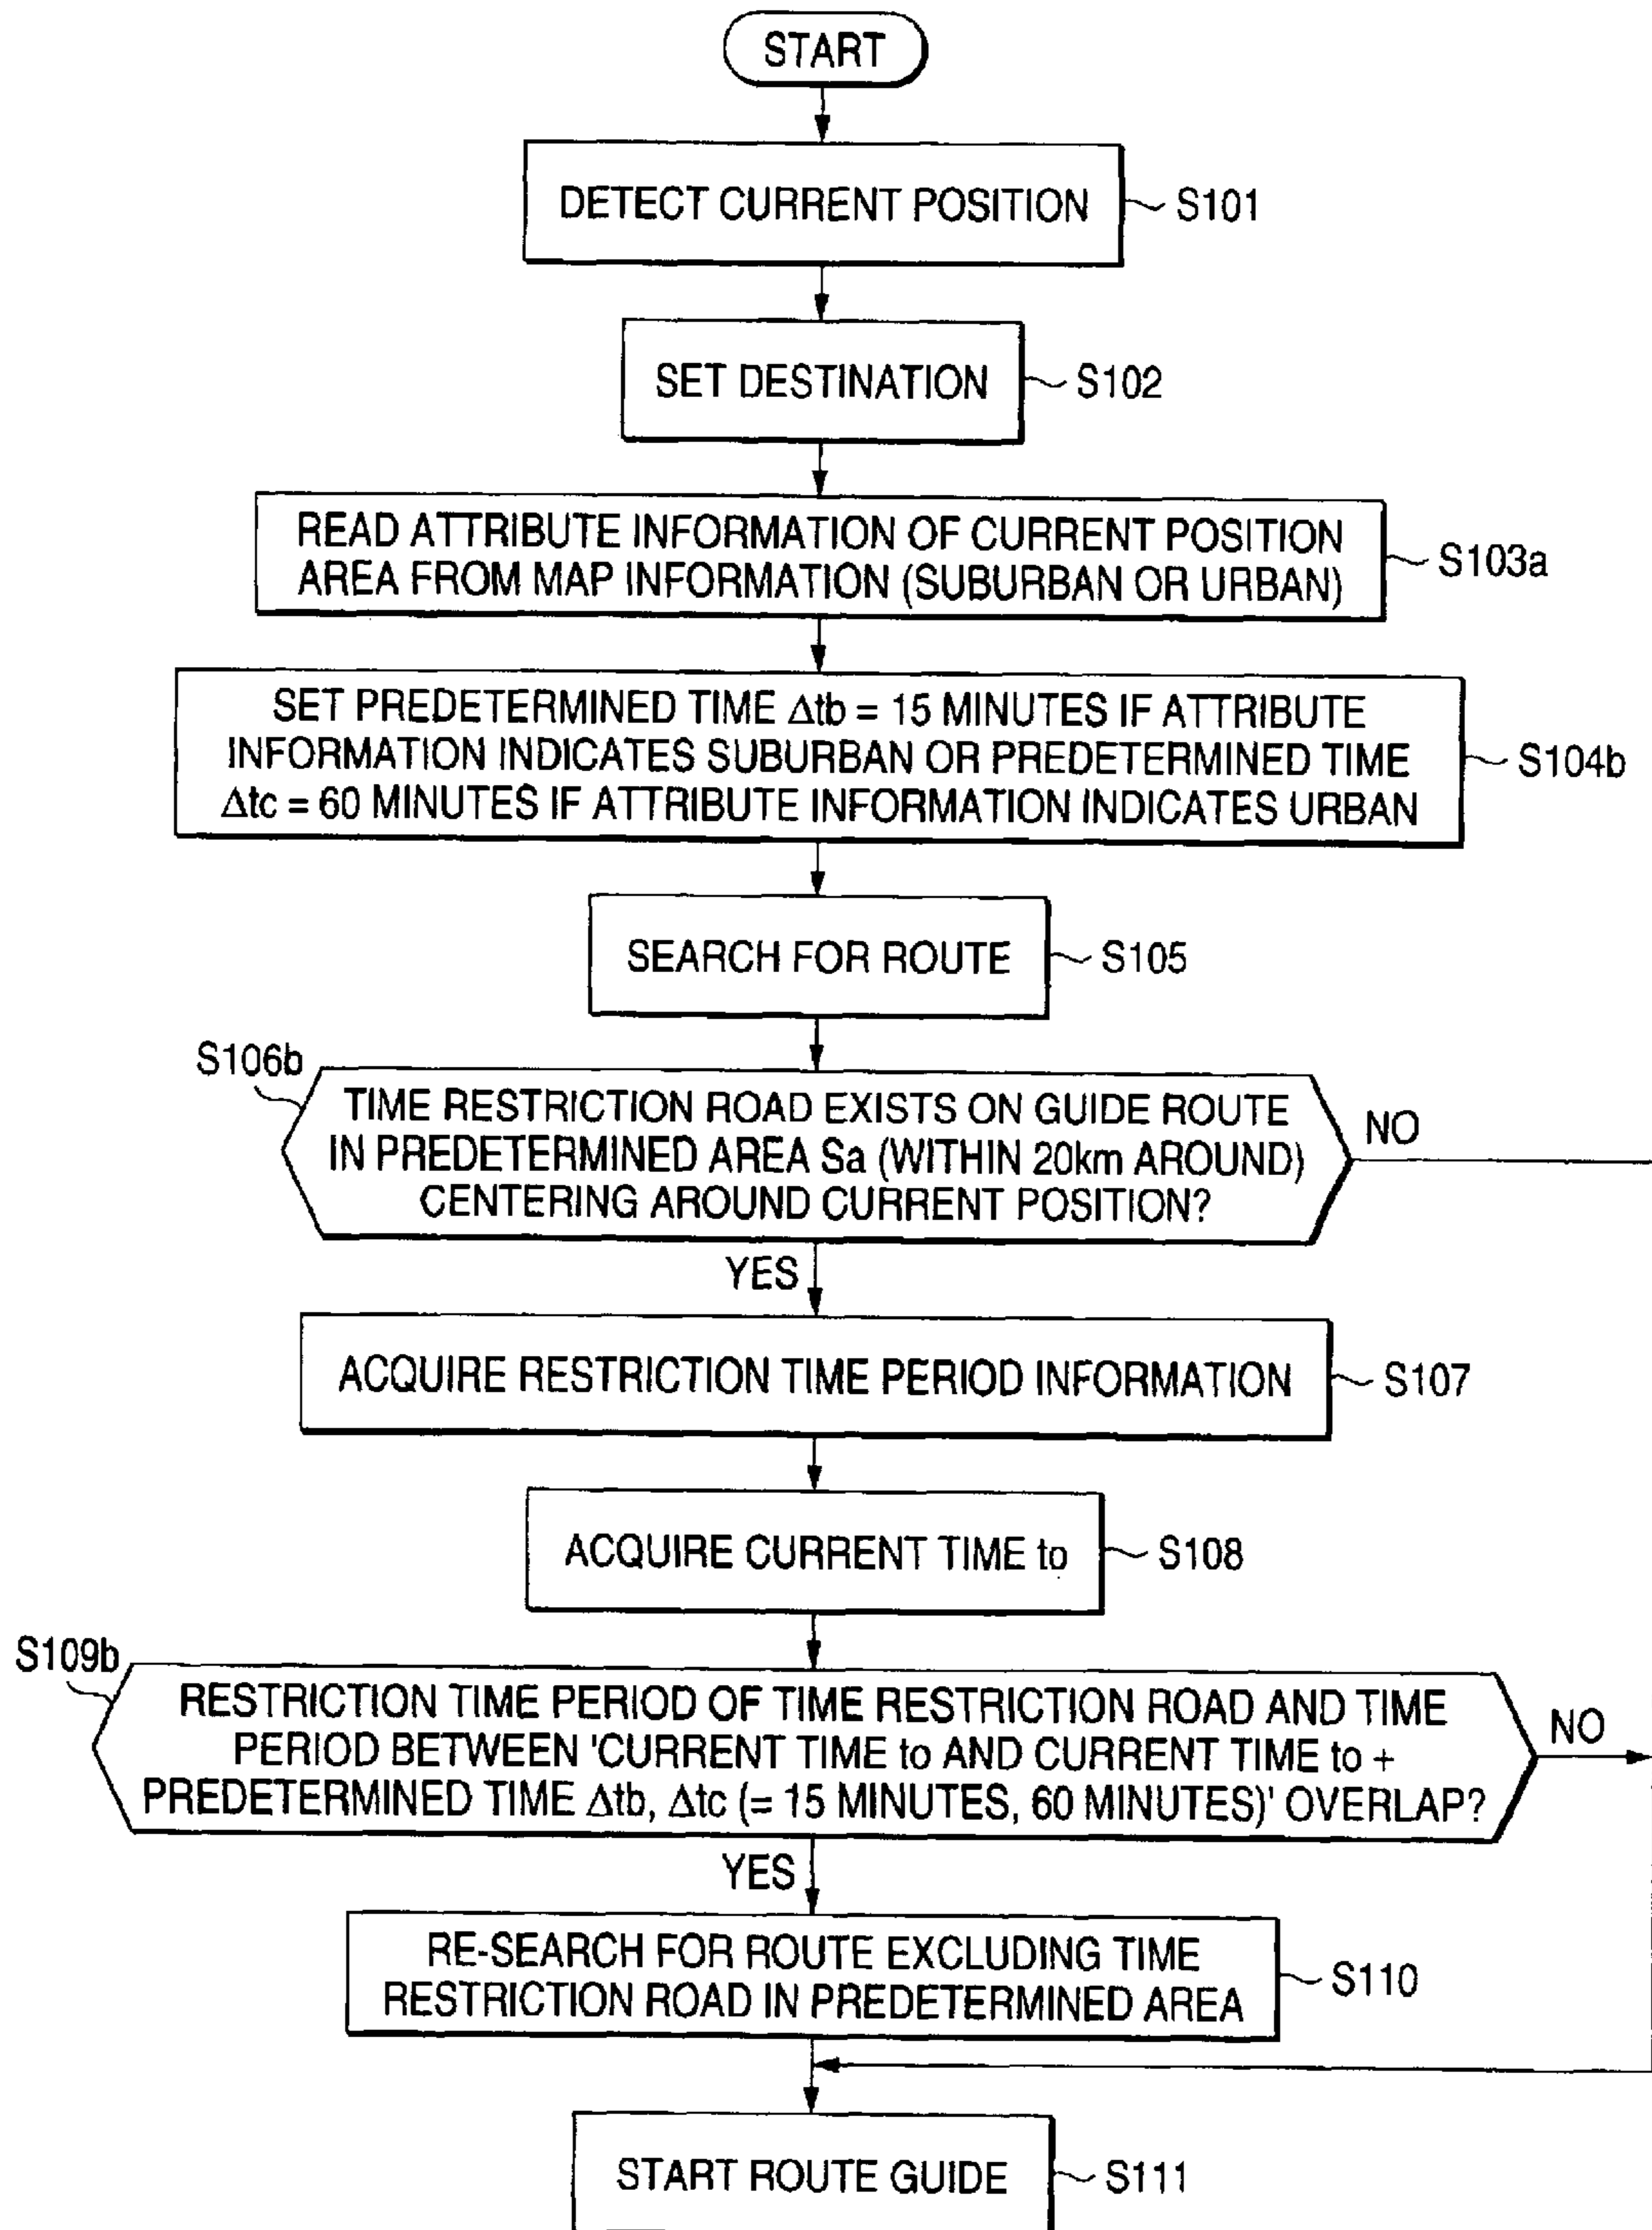 START
DETECT CURRENT POSITION
S101
SET DESTINATION
S102
READ ATTRIBUTE INFORMATION OF CURRENT POSITION
AREA FROM MAP INFORMATION (SUBURBAN OR URBAN)
S103a
SET PREDETERMINED TIME Δtb = 15 MINUTES IF ATTRIBUTE
INFORMATION INDICATES SUBURBAN OR PREDETERMINED TIME
Δtc = 60 MINUTES IF ATTRIBUTE INFORMATION INDICATES URBAN
S104b
SEARCH FOR ROUTE
S105
S106b
TIME RESTRICTION ROAD EXISTS ON GUIDE ROUTE
IN PREDETERMINED AREA Sa (WITHIN 20km AROUND)
CENTERING AROUND CURRENT POSITION?
NO
YES
ACQUIRE RESTRICTION TIME PERIOD INFORMATION
S107
ACQUIRE CURRENT TIME to
S108
S109b
RESTRICTION TIME PERIOD OF TIME RESTRICTION ROAD AND TIME
PERIOD BETWEEN 'CURRENT TIME to AND CURRENT TIME to +
PREDETERMINED TIME Δtb, Δtc (= 15 MINUTES, 60 MINUTES)' OVERLAP?
NO
YES
RE-SEARCH FOR ROUTE EXCLUDING TIME
RESTRICTION ROAD IN PREDETERMINED AREA
S110
START ROUTE GUIDE
S111